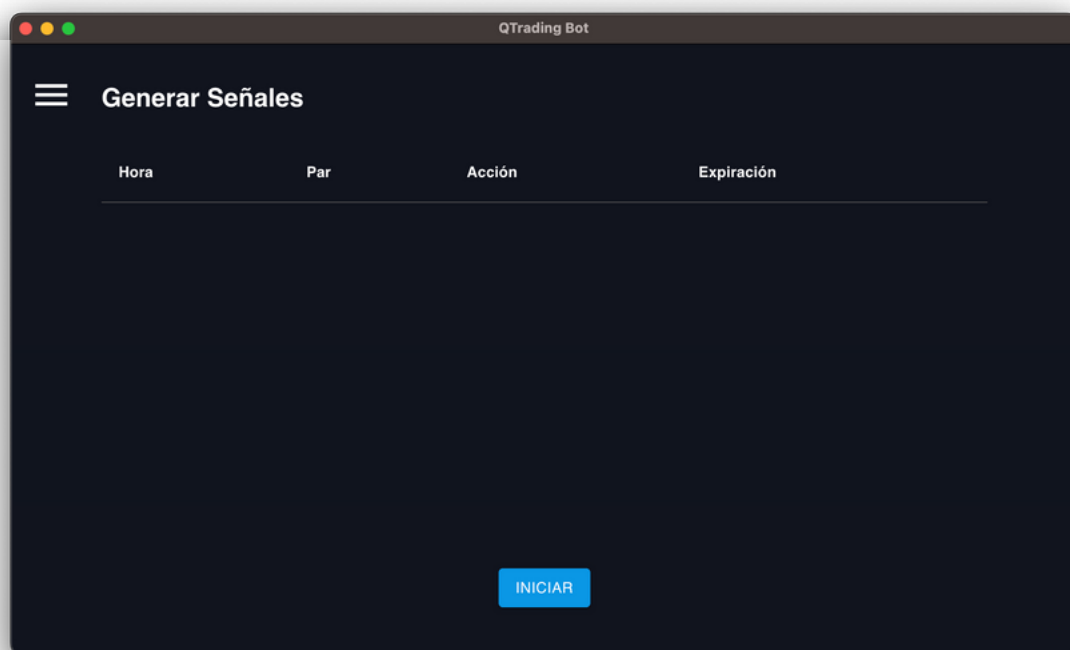 QTrading Bot
Generar Señales
Hora Par Acción Expiración
INICIAR